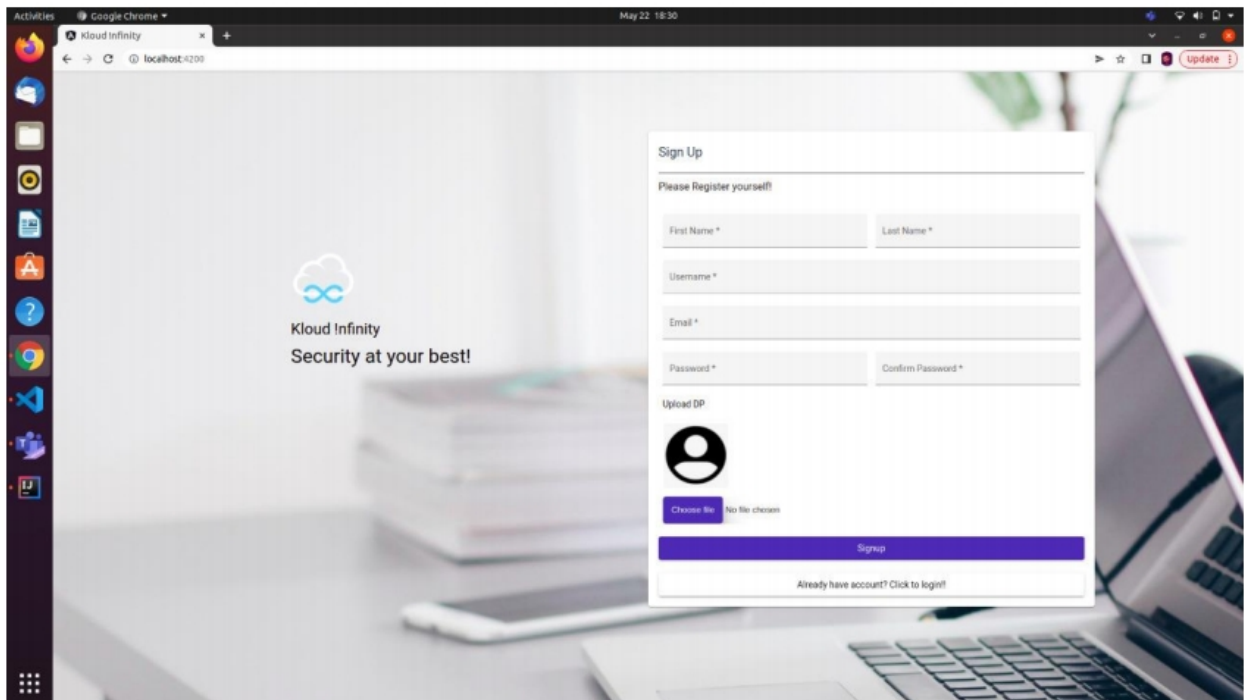 Activities Google Chrome May 22 18:30
Kloud Infinity
localhost:4200 Update
Sign Up
Please Register yourself!
First Name * Last Name *
Username *
Email *
Password * Confirm Password *
Upload DP
Choose file No file chosen
Signup
Already have account? Click to login!!
Kloud !nfinity
Security at your best!